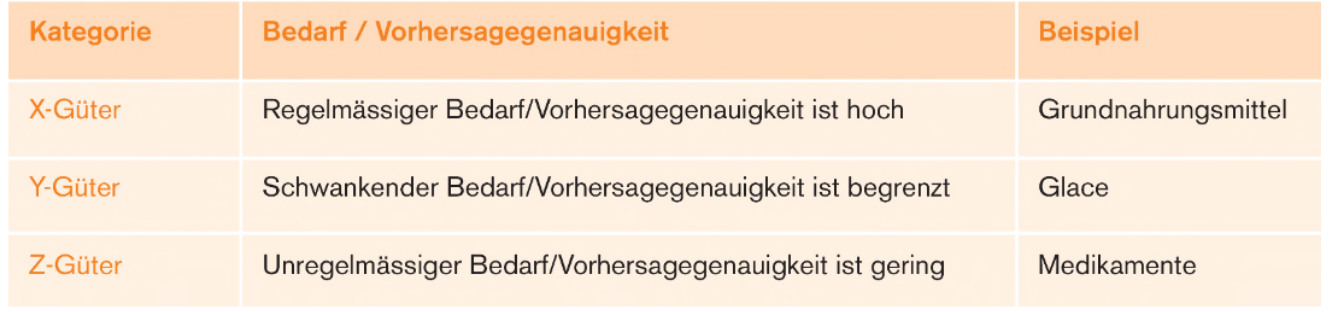 Kategorie Bedarf / Vorhersagegenauigkeit Beispiel
X-Güter Regelmässiger Bedarf/Vorhersagegenauigkeit ist hoch Grundnahrungsmittel
Y-Güter Schwankender Bedarf/Vorhersagegenauigkeit ist begrenzt Glace
Z-Güter Unregelmässiger Bedarf/Vorhersagegenauigkeit ist gering Medikamente